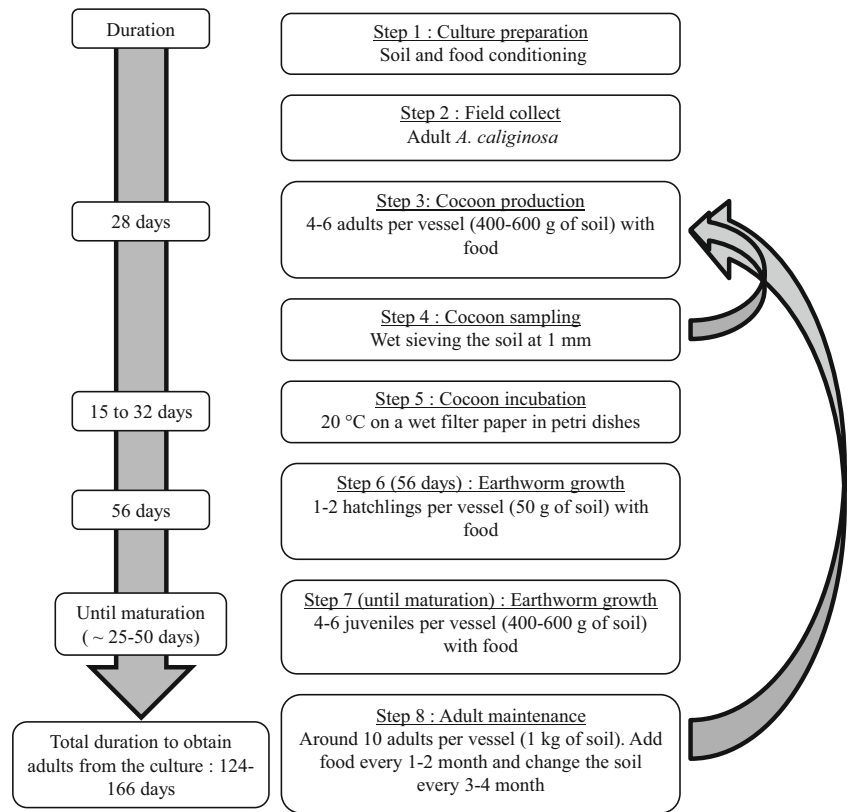 Duration
Step 1 : Culture preparation
Soil and food conditioning
Step 2 : Field collect
Adult A. caliginosa
28 days
Step 3: Cocoon production
4-6 adults per vessel (400-600 g of soil) with
food
Step 4 : Cocoon sampling
Wet sieving the soil at 1 mm
15 to 32 days
Step 5 : Cocoon incubation
20 °C on a wet filter paper in petri dishes
56 days
Step 6 (56 days) : Earthworm growth
1-2 hatchlings per vessel (50 g of soil) with
food
Until maturation
( ~ 25-50 days)
Step 7 (until maturation) : Earthworm growth
4-6 juveniles per vessel (400-600 g of soil)
with food
Total duration to obtain
adults from the culture : 124-
166 days
Step 8 : Adult maintenance
Around 10 adults per vessel (1 kg of soil). Add
food every 1-2 month and change the soil
every 3-4 month